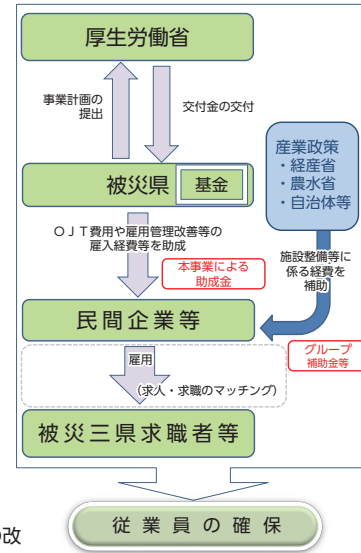 厚生労働省
事業計画の
提出
交付金の交付
被災県
基金
産業政策
・経産省
・農水省
・自治体等
ＯＪＴ費用や雇用管理改善等の
雇入経費等を助成
本事業による
助成金
施設整備等に
係る経費を
補助
民間企業等
グループ
補助金等
雇用
(求人・求職のマッチング)
被災三県求職者等
従業員の確保
の改